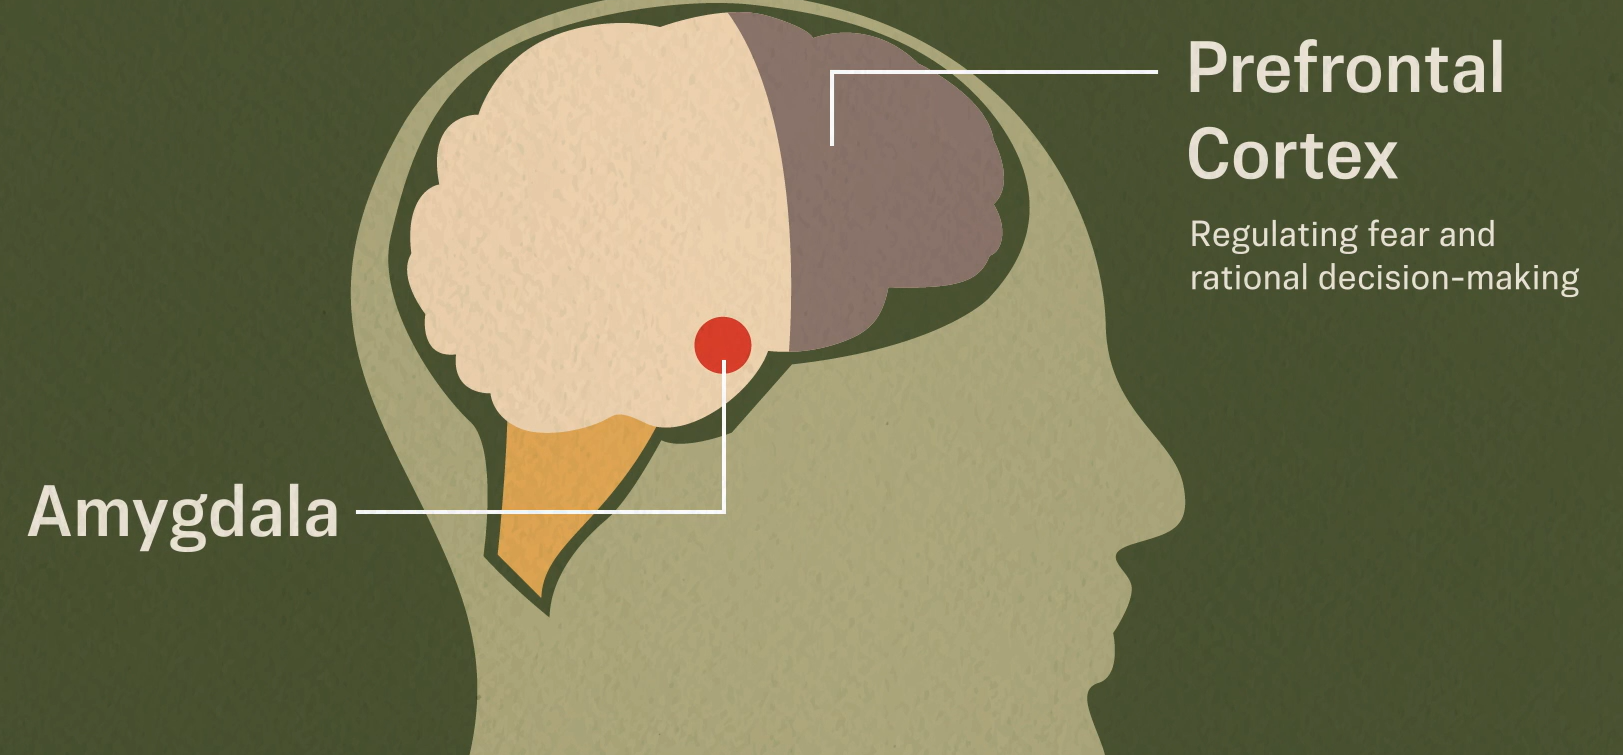 Prefrontal
Cortex
Regulating fear and
rational decision-making
Amygdala